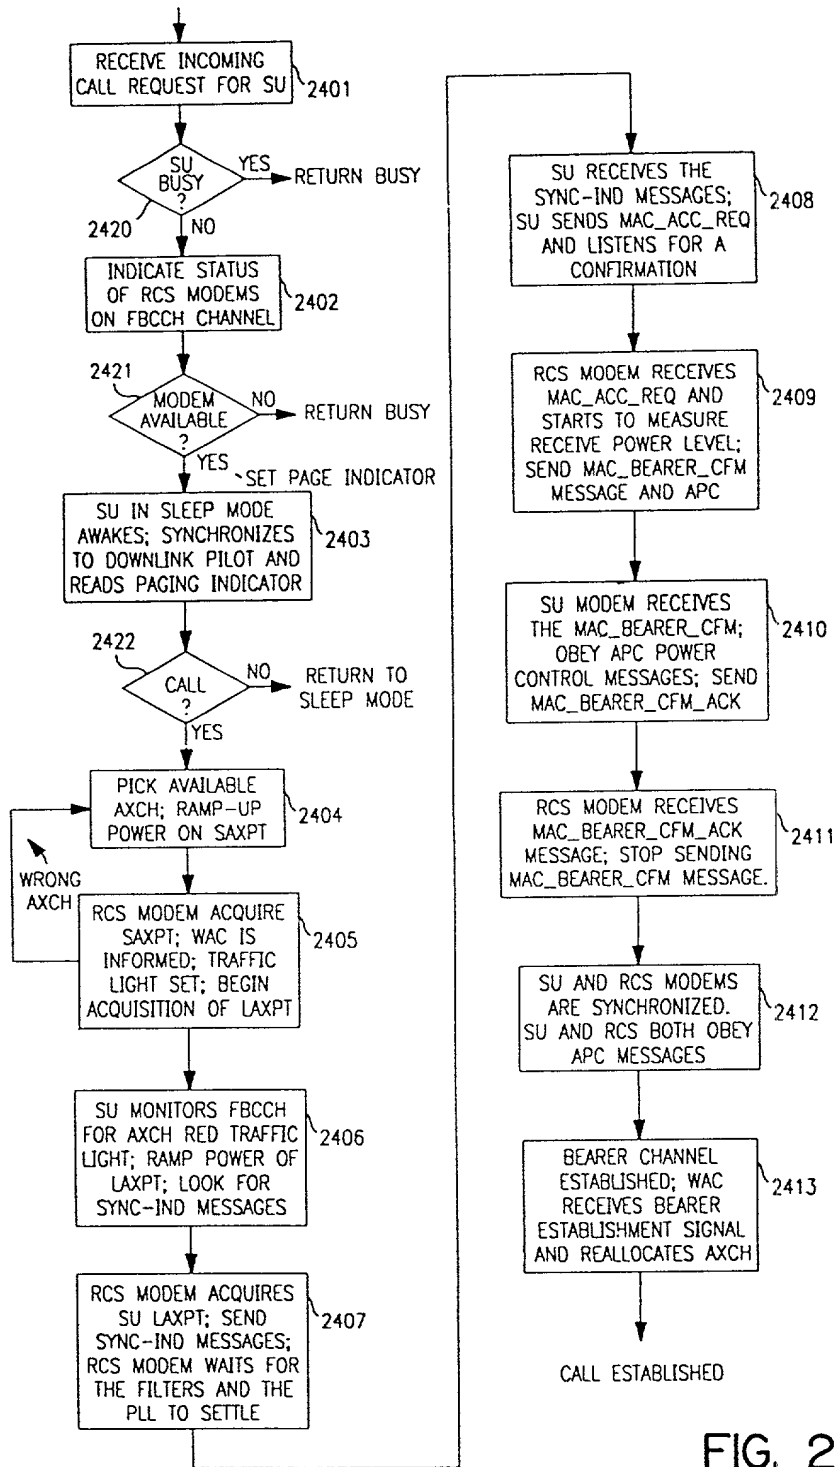 RECEIVE INCOMING
CALL REQUEST FOR SU
2401
SU
BUSY
?
YES
RETURN BUSY
2420
NO
INDICATE STATUS
OF RCS MODEMS
ON FBCCH CHANNEL
2402
2421
MODEM
AVAILABLE
?
NO
RETURN BUSY
YES
SET PAGE INDICATOR
SU IN SLEEP MODE
AWAKES; SYNCHRONIZES
TO DOWNLINK PILOT AND
READS PAGING INDICATOR
2403
2422
CALL
?
NO
RETURN TO
SLEEP MODE
YES
PICK AVAILABLE
AXCH; RAMP-UP
POWER ON SAXPT
2404
WRONG
AXCH
RCS MODEM ACQUIRE
SAXPT; WAC IS
INFORMED; TRAFFIC
LIGHT SET; BEGIN
ACQUISITION OF LAXPT
2405
SU MONITORS FBCCH
FOR AXCH RED TRAFFIC
LIGHT; RAMP POWER OF
LAXPT; LOOK FOR
SYNC-IND MESSAGES
2406
RCS MODEM ACQUIRES
SU LAXPT; SEND
SYNC-IND MESSAGES;
RCS MODEM WAITS FOR
THE FILTERS AND THE
PLL TO SETTLE
2407
SU RECEIVES THE
SYNC-IND MESSAGES;
SU SENDS MAC_ACC_REQ
AND LISTENS FOR A
CONFIRMATION
2408
RCS MODEM RECEIVES
MAC_ACC_REQ AND
STARTS TO MEASURE
RECEIVE POWER LEVEL;
SEND MAC_BEARER_CFM
MESSAGE AND APC
2409
SU MODEM RECEIVES
THE MAC_BEARER_CFM;
OBEY APC POWER
CONTROL MESSAGES; SEND
MAC_BEARER_CFM_ACK
2410
RCS MODEM RECEIVES
MAC_BEARER_CFM_ACK
MESSAGE; STOP SENDING
MAC_BEARER_CFM MESSAGE.
2411
SU AND RCS MODEMS
ARE SYNCHRONIZED.
SU AND RCS BOTH OBEY
APC MESSAGES
2412
BEARER CHANNEL
ESTABLISHED; WAC
RECEIVES BEARER
ESTABLISHMENT SIGNAL
AND REALLOCATES AXCH
2413
CALL ESTABLISHED
FIG. 2